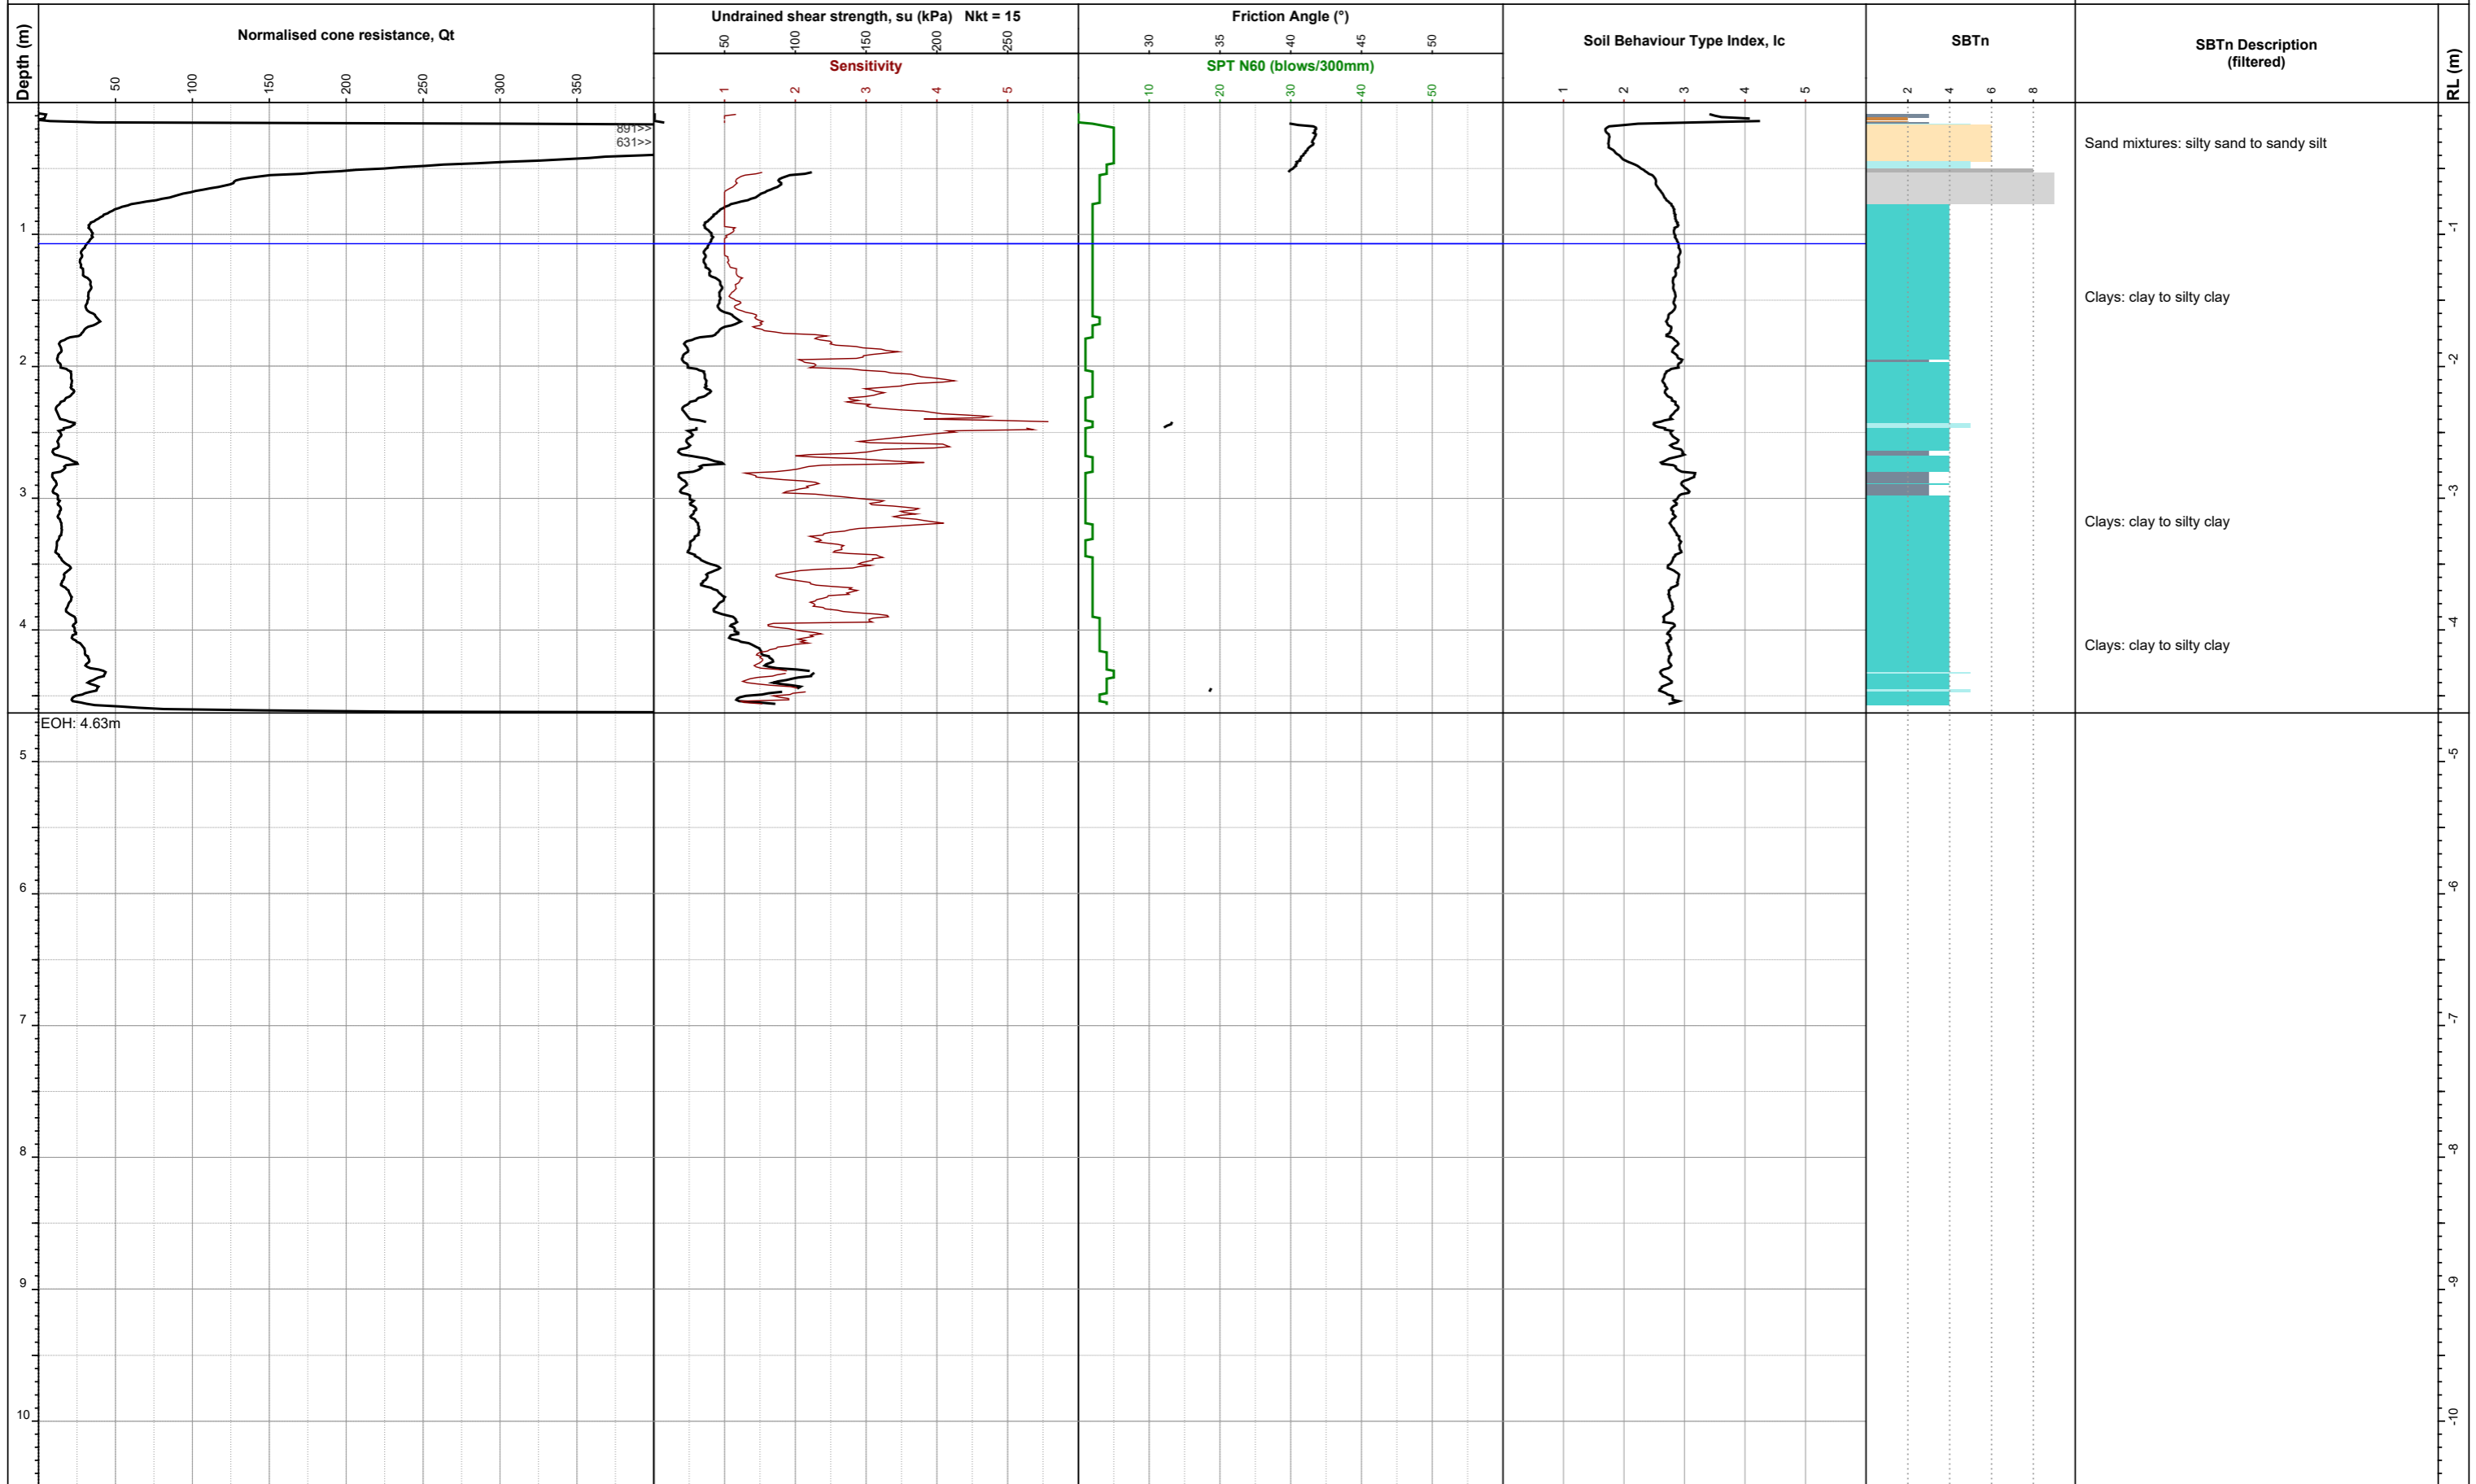 Depth (m)
Normalised cone resistance, Qt
50 100 150 200 250 300 350
Undrained shear strength, su (kPa) Nkt = 15
50 100 150 200 250
Sensitivity
1 2 3 4 5
Friction Angle (°)
30 35 40 45 50
SPT N60 (blows/300mm)
10 20 30 40 50
Soil Behaviour Type Index, Ic
1 2 3 4 5
SBTn
2 4 6 8
SBTn Description
(filtered)
RL (m)
891>>
631>>
Sand mixtures: silty sand to sandy silt
1 -1
Clays: clay to silty clay
2 -2
3 -3
Clays: clay to silty clay
4 -4
Clays: clay to silty clay
EOH: 4.63m
5 -5
6 -6
7 -7
8 -8
9 -9
10 -10